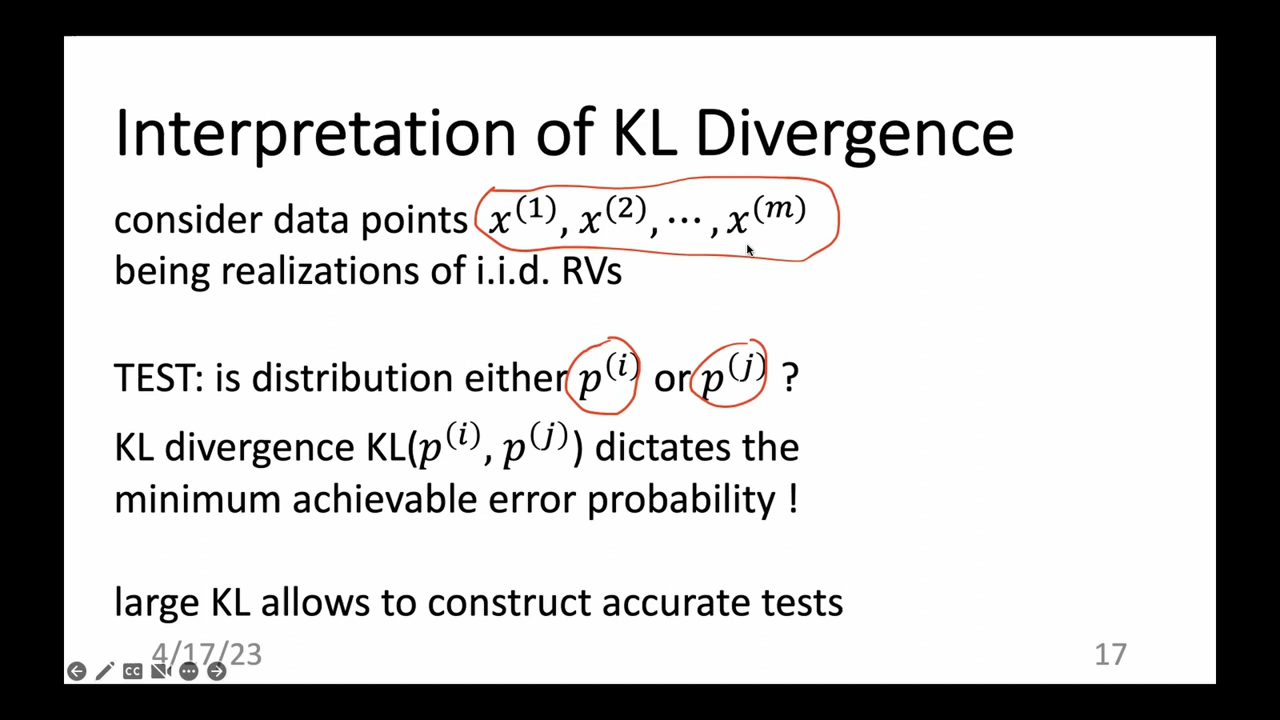 Interpretation of KL Divergence
consider data points x^(1), x^(2), ⋯, x^(m)
being realizations of i.i.d. RVs
TEST: is distribution either p^(i) or p^(j) ?
KL divergence KL(p^(i), p^(j)) dictates the
minimum achievable error probability !
large KL allows to construct accurate tests
4/17/23
17
CC